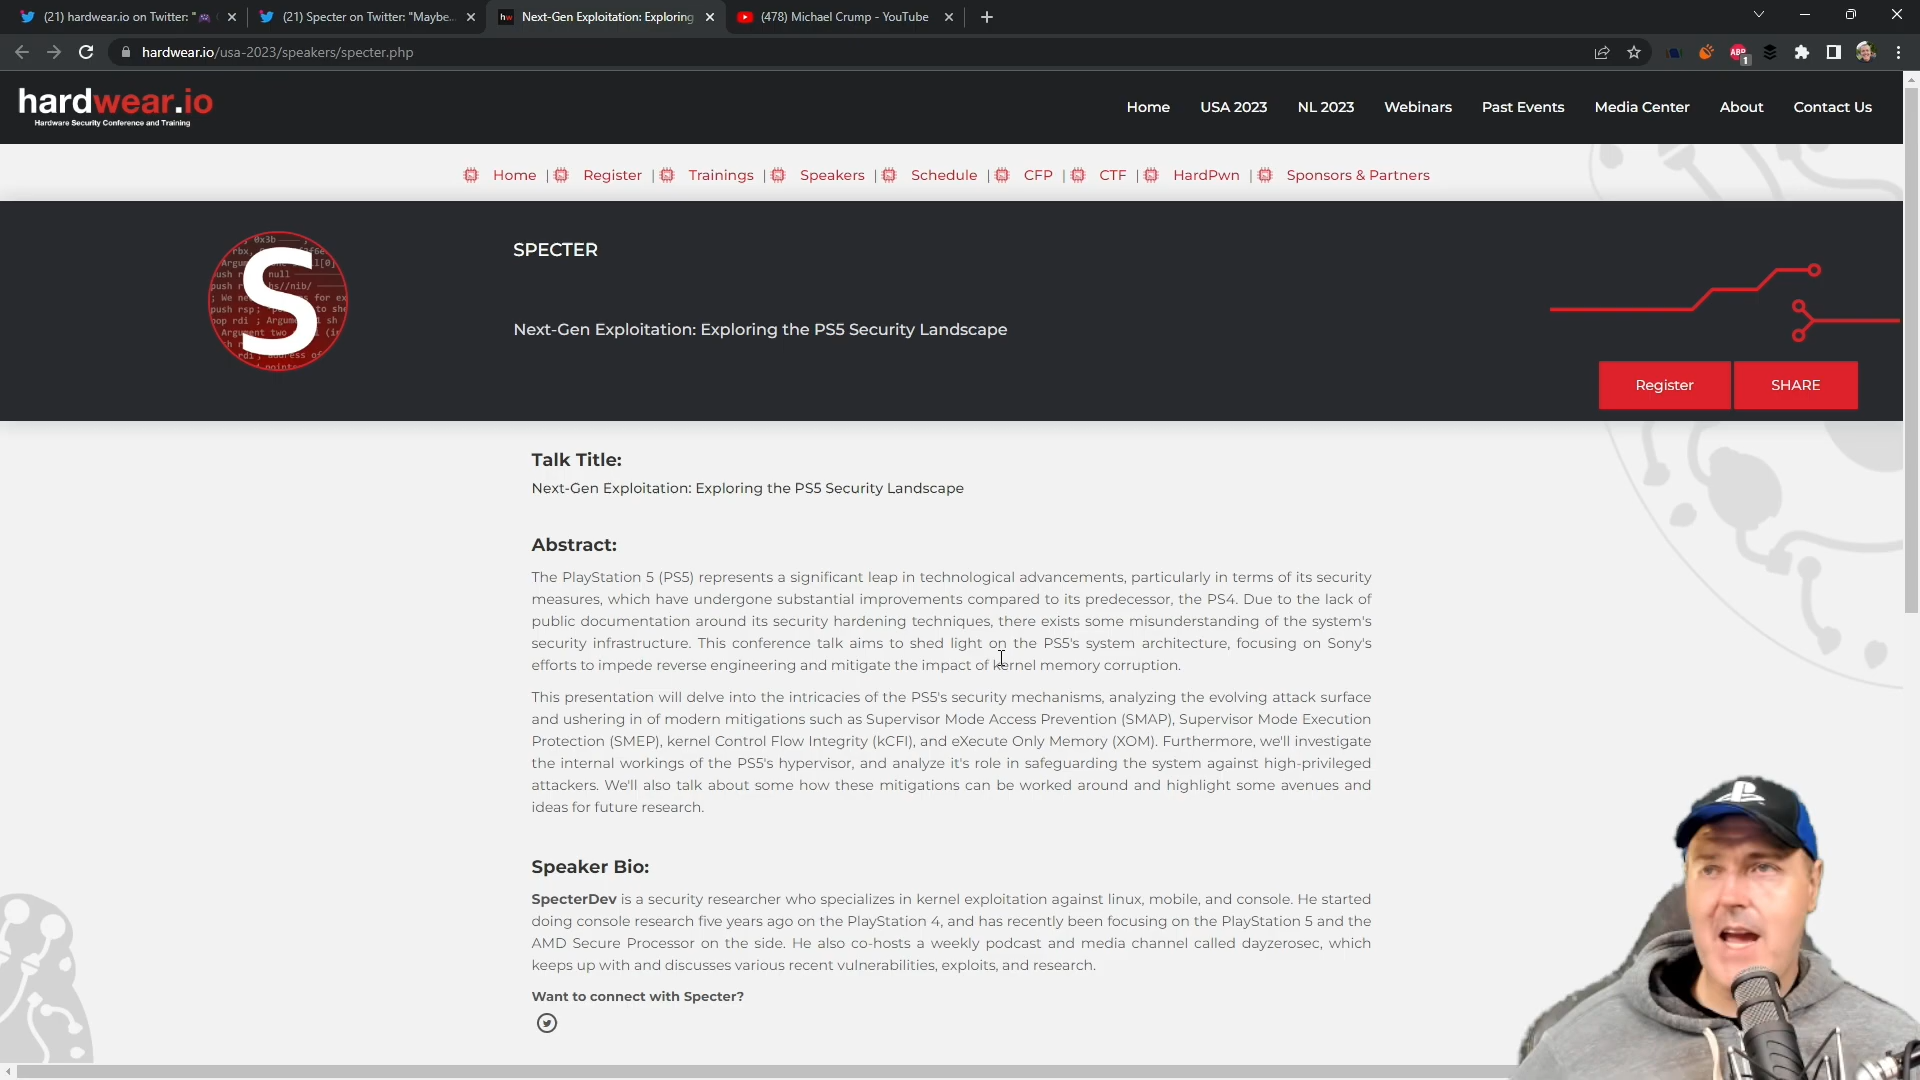 (21) hardwear.io on Twitter: "
(21) Specter on Twitter: "Maybe...
hw Next-Gen Exploitation: Exploring
(478) Michael Crump - YouTube
hardwear.io/usa-2023/speakers/specter.php
ABP
1
hardwear.io
Hardware Security Conference and Training
Home USA 2023 NL 2023 Webinars Past Events Media Center About Contact Us
Home | Register | Trainings | Speakers | Schedule | CFP | CTF | HardPwn | Sponsors & Partners
S
SPECTER
Next-Gen Exploitation: Exploring the PS5 Security Landscape
Register SHARE
Talk Title:
Next-Gen Exploitation: Exploring the PS5 Security Landscape
Abstract:
The PlayStation 5 (PS5) represents a significant leap in technological advancements, particularly in terms of its security
measures, which have undergone substantial improvements compared to its predecessor, the PS4. Due to the lack of
public documentation around its security hardening techniques, there exists some misunderstanding of the system's
security infrastructure. This conference talk aims to shed light on the PS5's system architecture, focusing on Sony's
efforts to impede reverse engineering and mitigate the impact of kernel memory corruption.
This presentation will delve into the intricacies of the PS5's security mechanisms, analyzing the evolving attack surface
and ushering in of modern mitigations such as Supervisor Mode Access Prevention (SMAP), Supervisor Mode Execution
Protection (SMEP), kernel Control Flow Integrity (kCFI), and eXecute Only Memory (XOM). Furthermore, we'll investigate
the internal workings of the PS5's hypervisor, and analyze it's role in safeguarding the system against high-privileged
attackers. We'll also talk about some how these mitigations can be worked around and highlight some avenues and
ideas for future research.
Speaker Bio:
SpecterDev is a security researcher who specializes in kernel exploitation against linux, mobile, and console. He started
doing console research five years ago on the PlayStation 4, and has recently been focusing on the PlayStation 5 and the
AMD Secure Processor on the side. He also co-hosts a weekly podcast and media channel called dayzerosec, which
keeps up with and discusses various recent vulnerabilities, exploits, and research.
Want to connect with Specter?